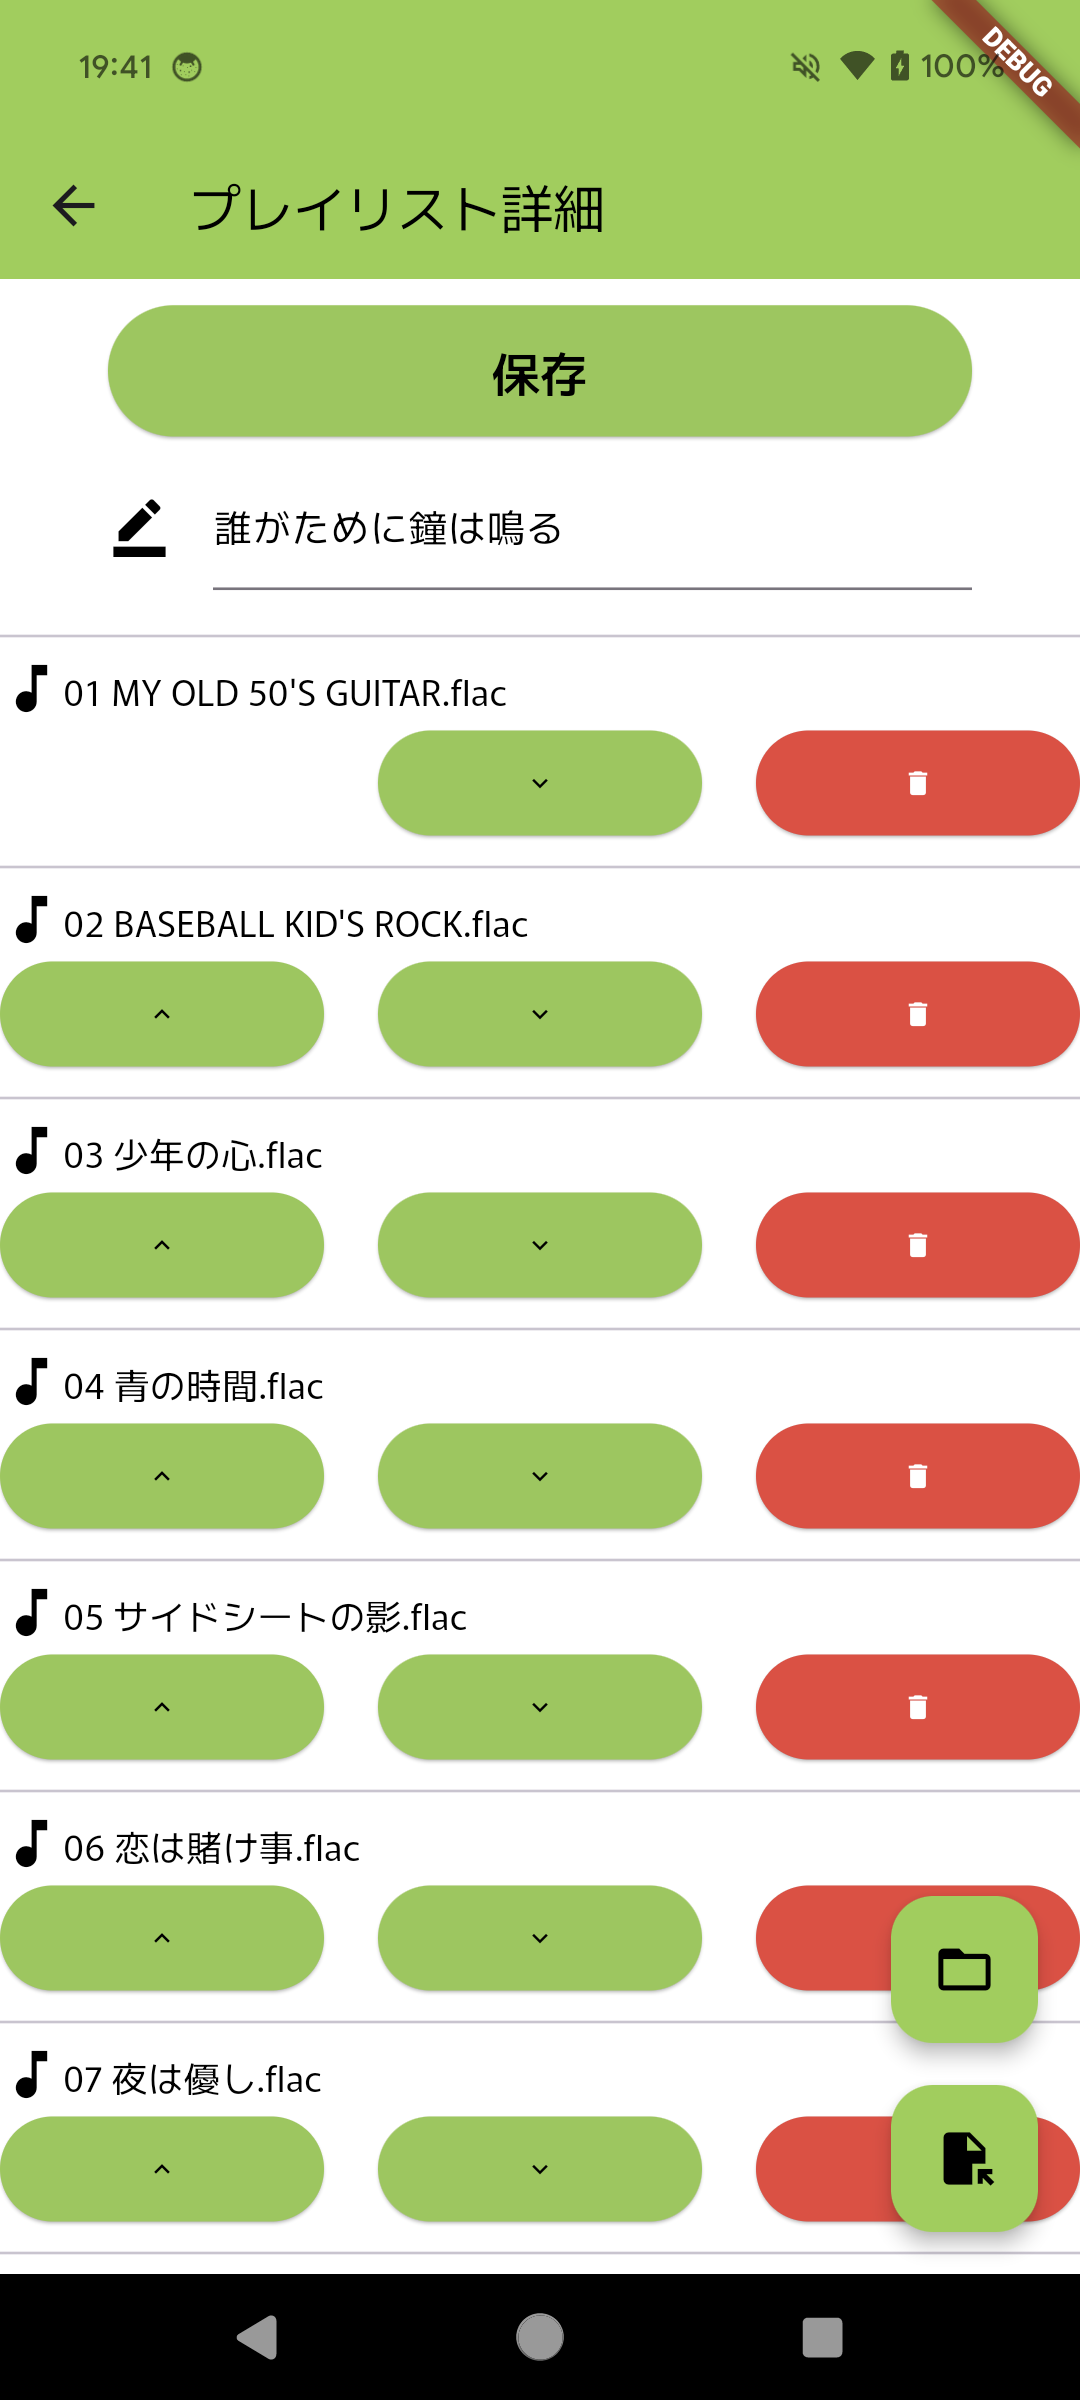 19:41
100%
DEBUG
プレイリスト詳細
保存
誰がために鐘は鳴る
01 MY OLD 50'S GUITAR.flac
02 BASEBALL KID'S ROCK.flac
03 少年の心.flac
04 青の時間.flac
05 サイドシートの影.flac
06 恋は賭け事.flac
07 夜は優し.flac